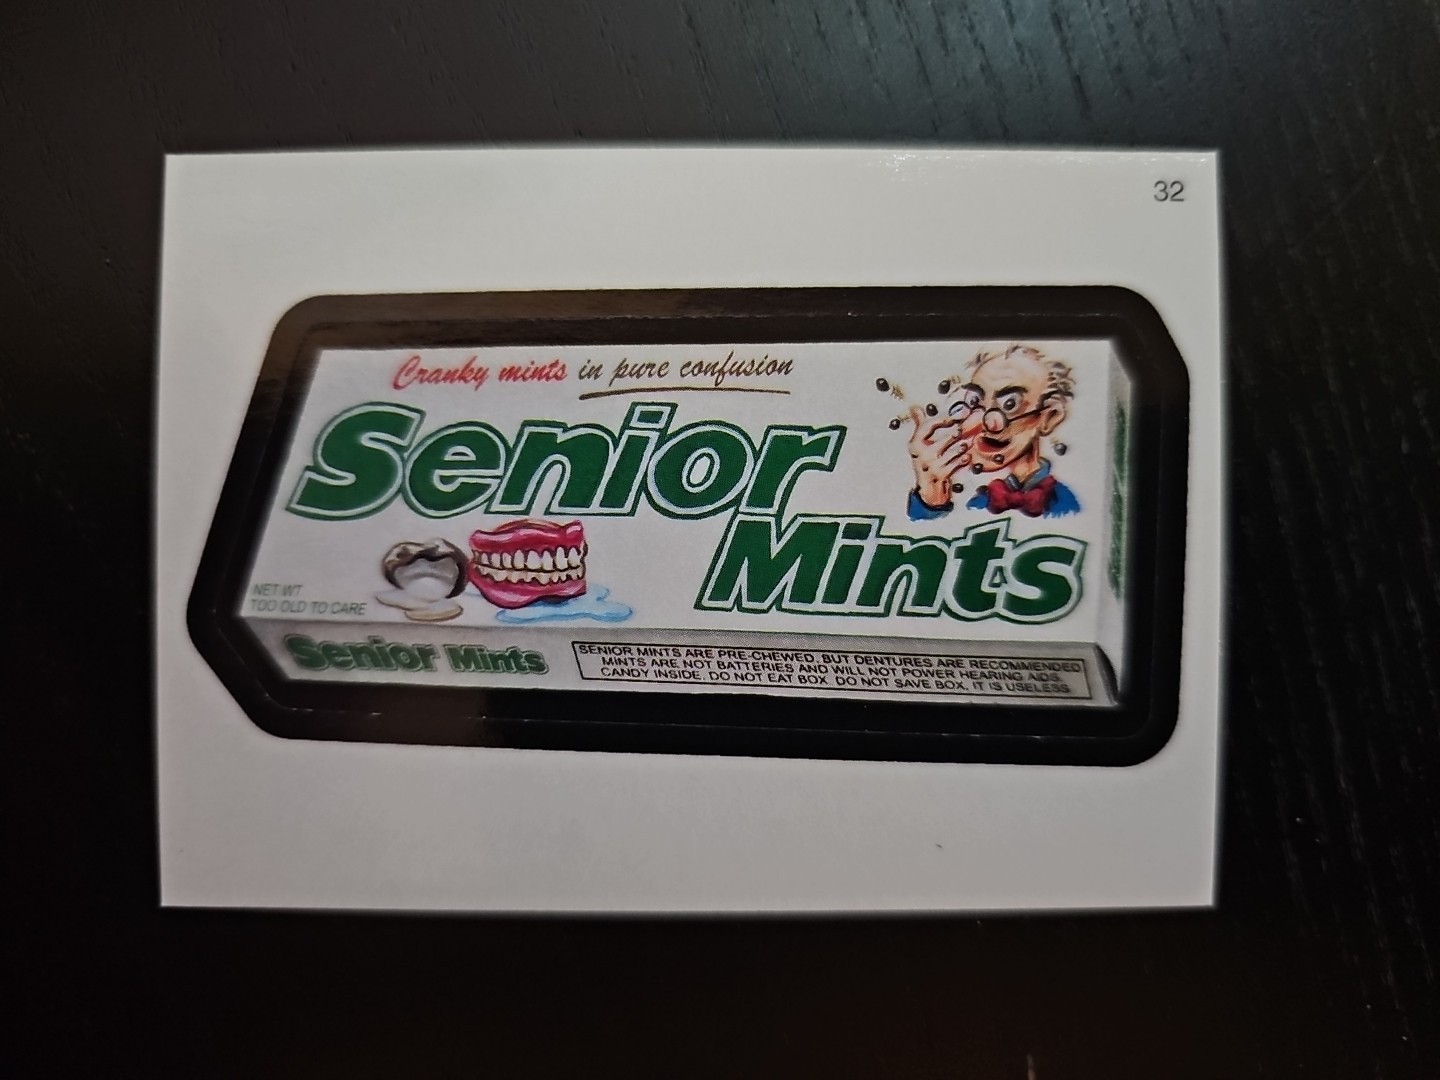 32
Cranky mints in pure confusion
Senior
Mints
NET WT
TOO OLD TO CARE
Senior Mints
SENIOR MINTS ARE PRE-CHEWED, BUT DENTURES ARE RECOMMENDED
MINTS ARE NOT BATTERIES AND WILL NOT POWER HEARING AIDS.
CANDY INSIDE. DO NOT EAT BOX. DO NOT SAVE BOX, IT IS USELESS.